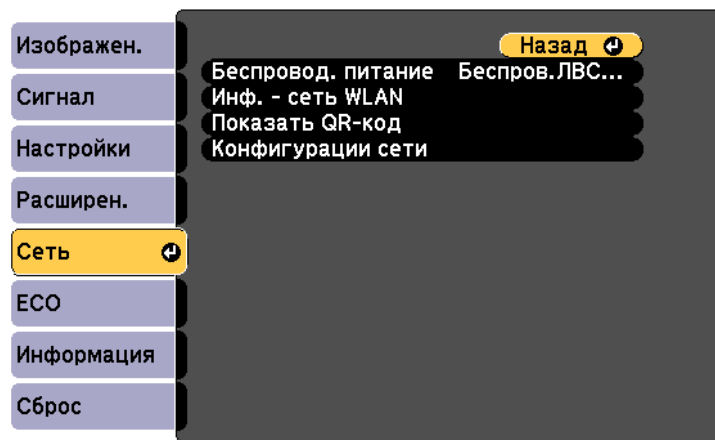 Изображен.
Сигнал
Настройки
Расширен.
Сеть
ECO
Информация
Сброс
Назад
Беспровод. питание Беспров.ЛВС...
Инф. - сеть WLAN
Показать QR-код
Конфигурации сети